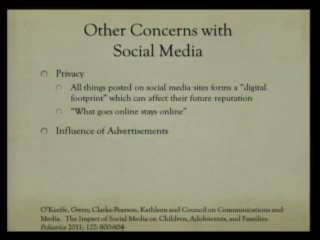 Other Concerns with
Social Media
Privacy
All things posted on social media sites forms a “digital
footprint” which can affect their future reputation
“What goes online stays online”
Influence of Advertisements
O'Keeffe, Gwen; Clarke-Pearson, Kathleen and Council on Communications and
Media. The Impact of Social Media on Children, Adolescents, and Families.
Pediatrics 2011; 127; 800-804